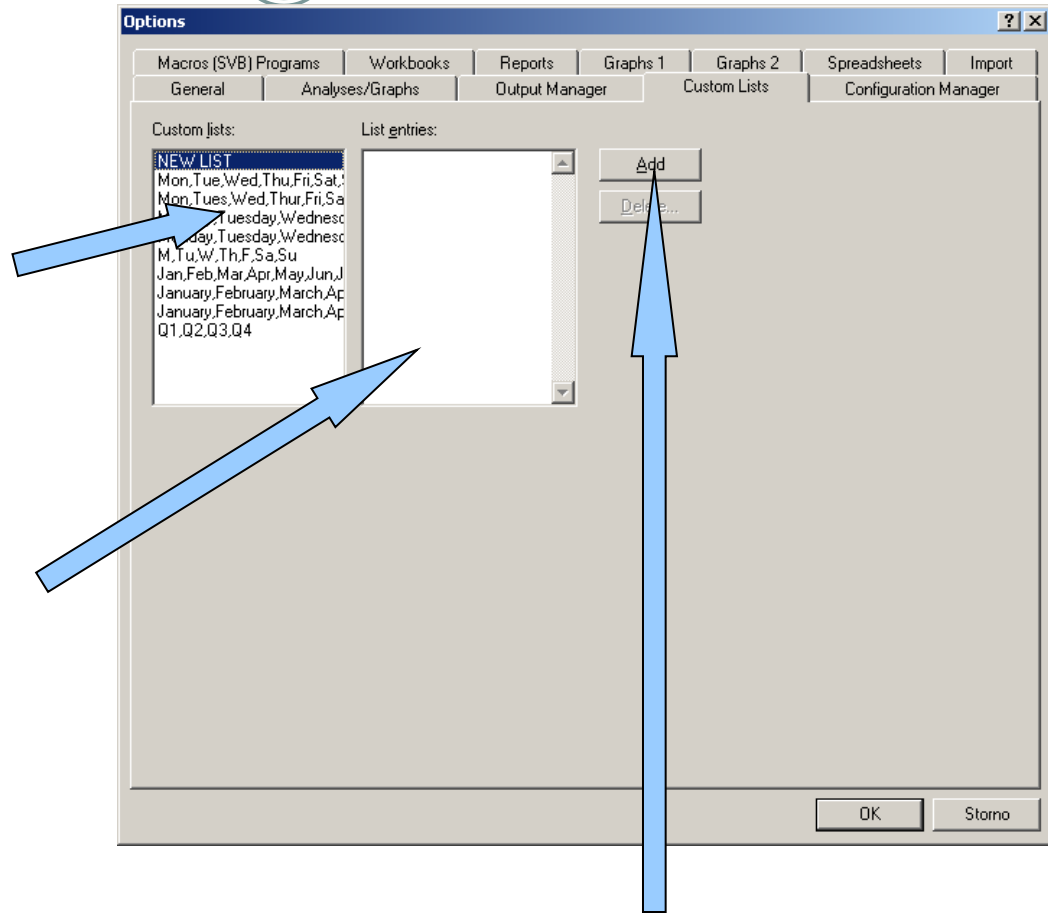 Options
Macros (SVB) Programs Workbooks Reports Graphs 1 Graphs 2 Spreadsheets Import
General Analyses/Graphs Output Manager Custom Lists Configuration Manager
Custom lists: List entries:
NEW LIST
Mon,Tue,Wed,Thu,Fri,Sat,
Mon,Tues,Wed,Thur,Fri,Sa
Tuesday,Wednesd
Tuesday,Wednesd
M,Tu,W,Th,F,Sa,Su
Jan,Feb,Mar,Apr,May,Jun,J
January,February,March,Ap
January,February,March,Ap
Q1,Q2,Q3,Q4
Add
Delete...
OK Storno